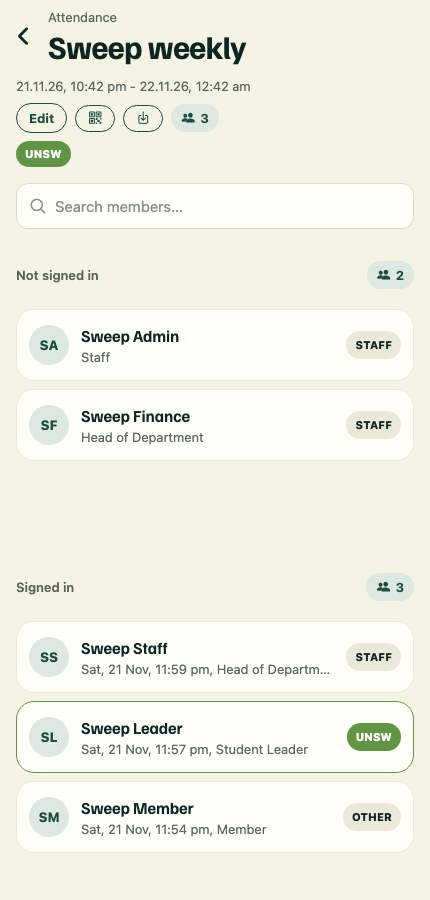 Attendance
Sweep weekly
21.11.26, 10:42 pm - 22.11.26, 12:42 am
Edit
3
UNSW
Search members...
Not signed in
2
SA
Sweep Admin
Staff
STAFF
SF
Sweep Finance
Head of Department
STAFF
Signed in
3
SS
Sweep Staff
Sat, 21 Nov, 11:59 pm, Head of Departm...
STAFF
SL
Sweep Leader
Sat, 21 Nov, 11:57 pm, Student Leader
UNSW
SM
Sweep Member
Sat, 21 Nov, 11:54 pm, Member
OTHER